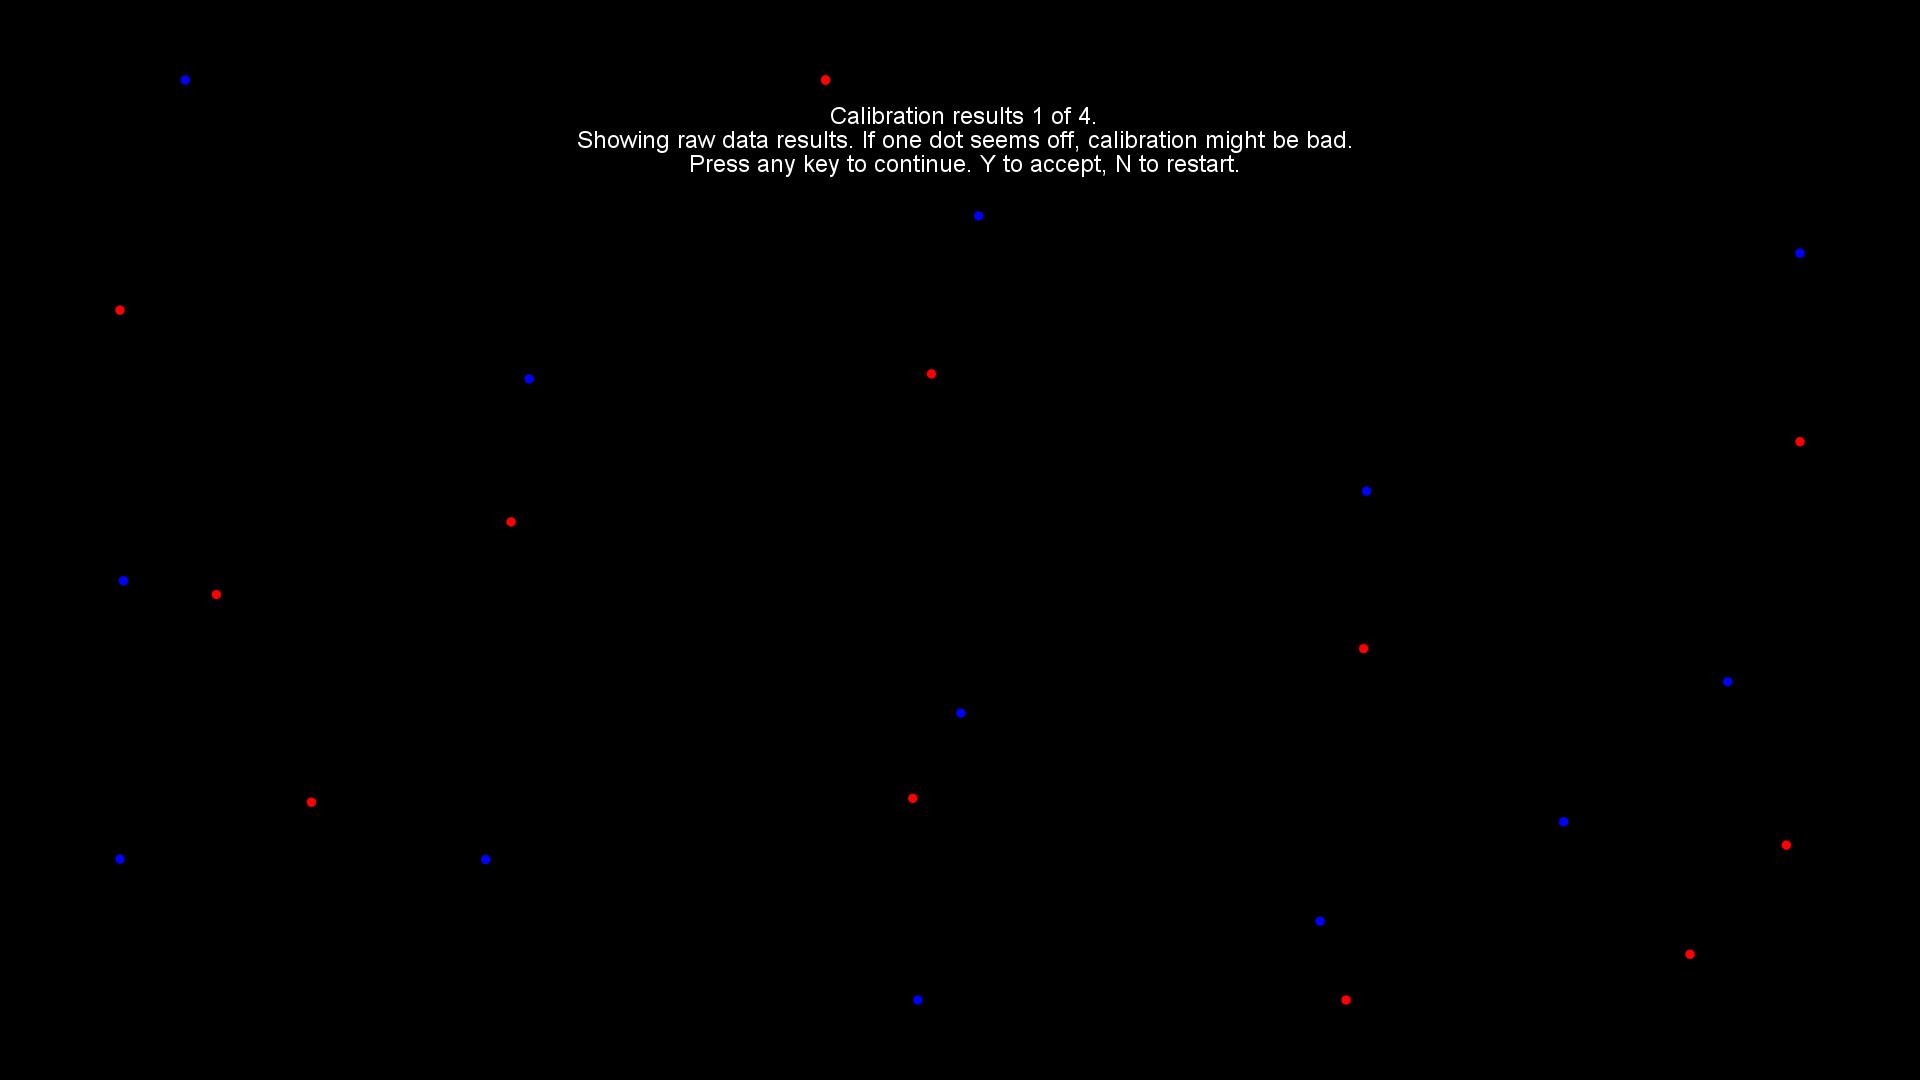 Calibration results 1 of 4.
Showing raw data results. If one dot seems off, calibration might be bad.
Press any key to continue. Y to accept, N to restart.